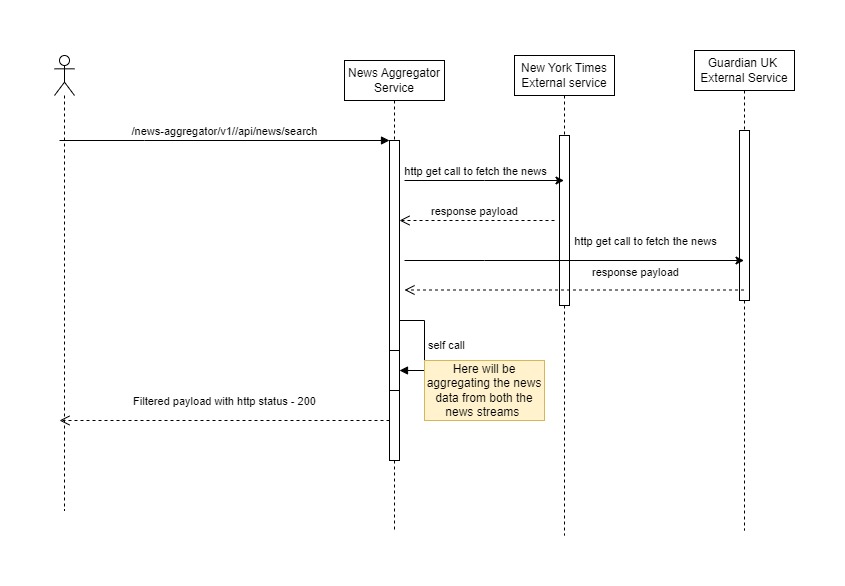 News Aggregator
Service
New York Times
External service
Guardian UK
External Service
/news-aggregator/v1//api/news/search
http get call to fetch the news
response payload
http get call to fetch the news
response payload
self call
Here will be
aggregating the news
data from both the
news streams
Filtered payload with http status - 200